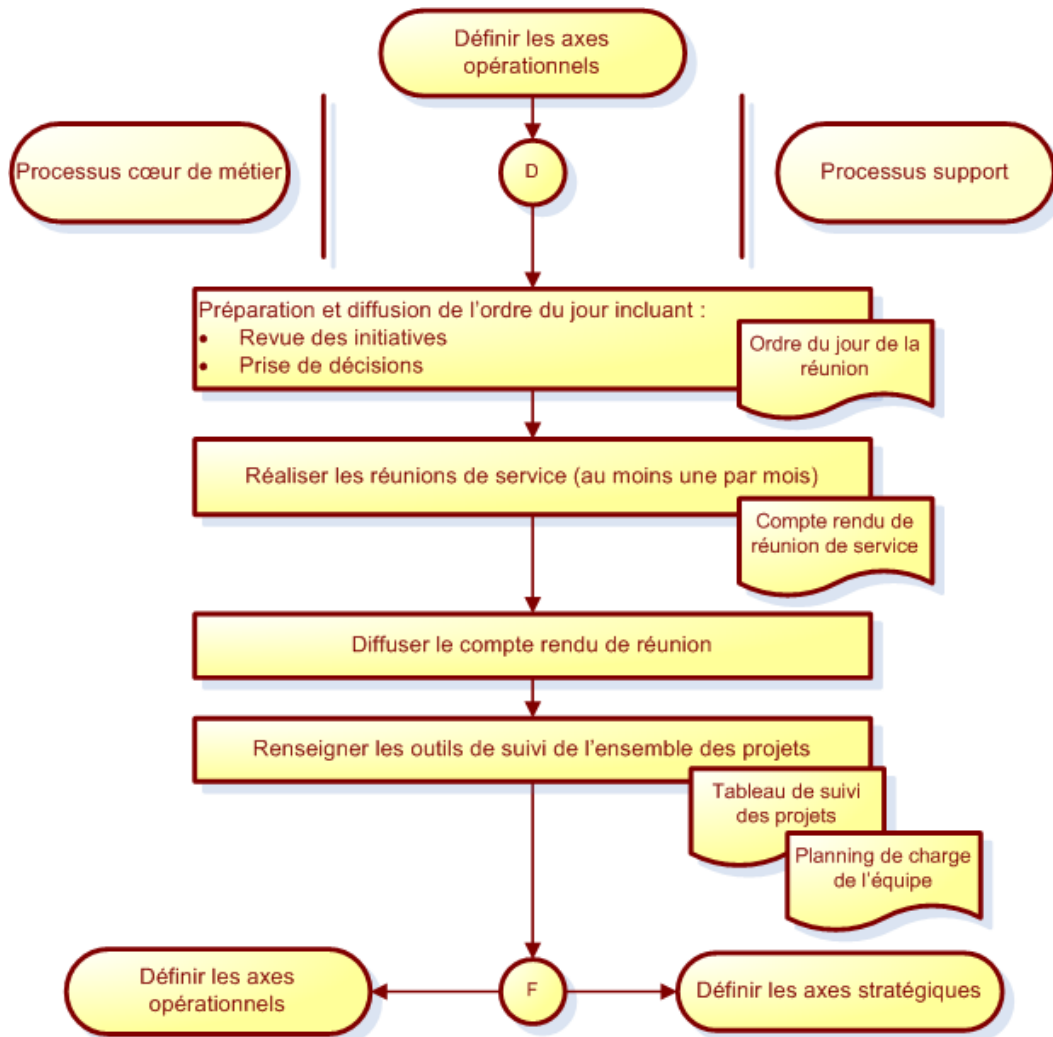 Définir les axes
opérationnels
Processus cœur de métier
D
Processus support
Préparation et diffusion de l'ordre du jour incluant :
• Revue des initiatives
• Prise de décisions
Ordre du jour de la
réunion
Réaliser les réunions de service (au moins une par mois)
Compte rendu de
réunion de service
Diffuser le compte rendu de réunion
Renseigner les outils de suivi de l'ensemble des projets
Tableau de suivi
des projets
Planning de charge
de l'équipe
Définir les axes
opérationnels
F
Définir les axes stratégiques